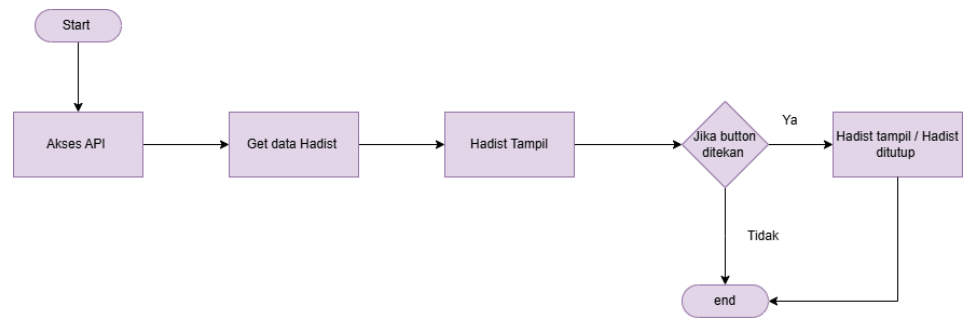 Start
Akses API
Get data Hadist
Hadist Tampil
Jika button
ditekan
Ya
Hadist tampil / Hadist
ditutup
Tidak
end